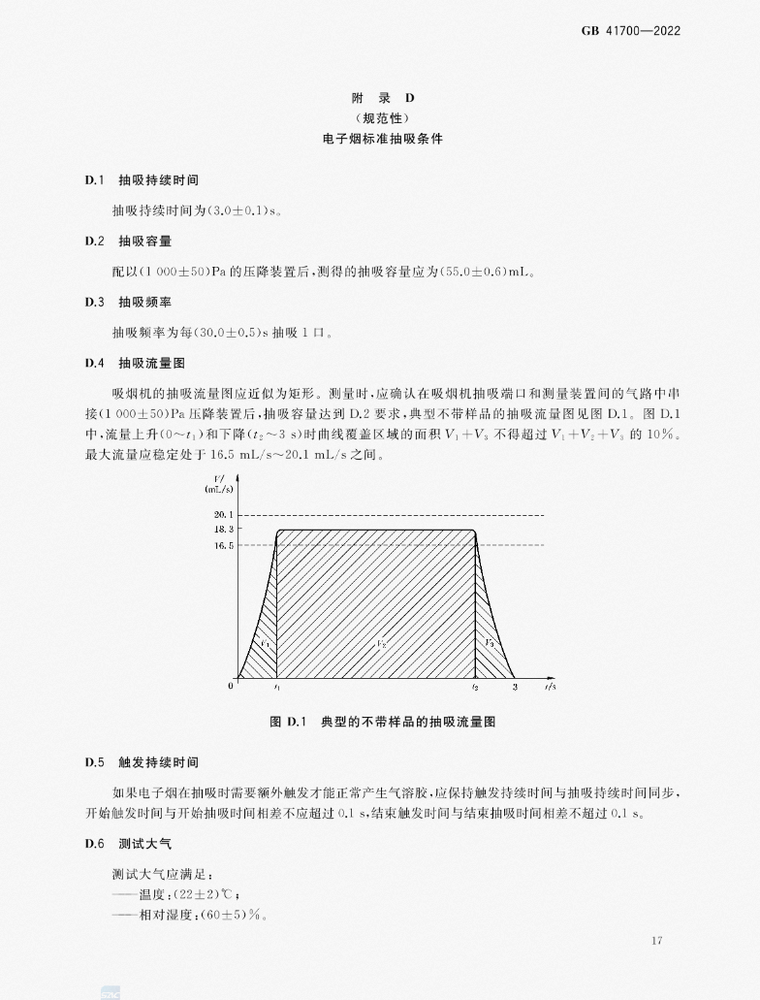 GB 41700—2022
附 录 D
（规范性）
电子烟标准抽吸条件
D.1 抽吸持续时间
抽吸持续时间为(3.0±0.1)s。
D.2 抽吸容量
配以(1 000±50)Pa 的压降装置后,测得的抽吸容量应为(55.0±0.6)mL。
D.3 抽吸频率
抽吸频率为每(30.0±0.5)s 抽吸 1 口。
D.4 抽吸流量图
吸烟机的抽吸流量图应近似为矩形。测量时,应确认在吸烟机抽吸端口和测量装置间的气路中串
接(1 000±50)Pa 压降装置后,抽吸容量达到 D.2 要求,典型不带样品的抽吸流量图见图 D.1。图 D.1
中,流量上升(0～t₁)和下降(t₂～3 s)时曲线覆盖区域的面积 V₁+V₃ 不得超过 V₁+V₂+V₃ 的 10%。
最大流量应稳定处于 16.5 mL/s～20.1 mL/s 之间。
V/
(mL/s)
20.1
18.3
16.5
V₁ V₂ V₃
0 t₁ t₂ 3 t/s
图 D.1 典型的不带样品的抽吸流量图
D.5 触发持续时间
如果电子烟在抽吸时需要额外触发才能正常产生气溶胶,应保持触发持续时间与抽吸持续时间同步,
开始触发时间与开始抽吸时间相差不应超过 0.1 s,结束触发时间与结束抽吸时间相差不超过 0.1 s。
D.6 测试大气
测试大气应满足:
——温度:(22±2)℃;
——相对湿度:(60±5)%。
17
SAC